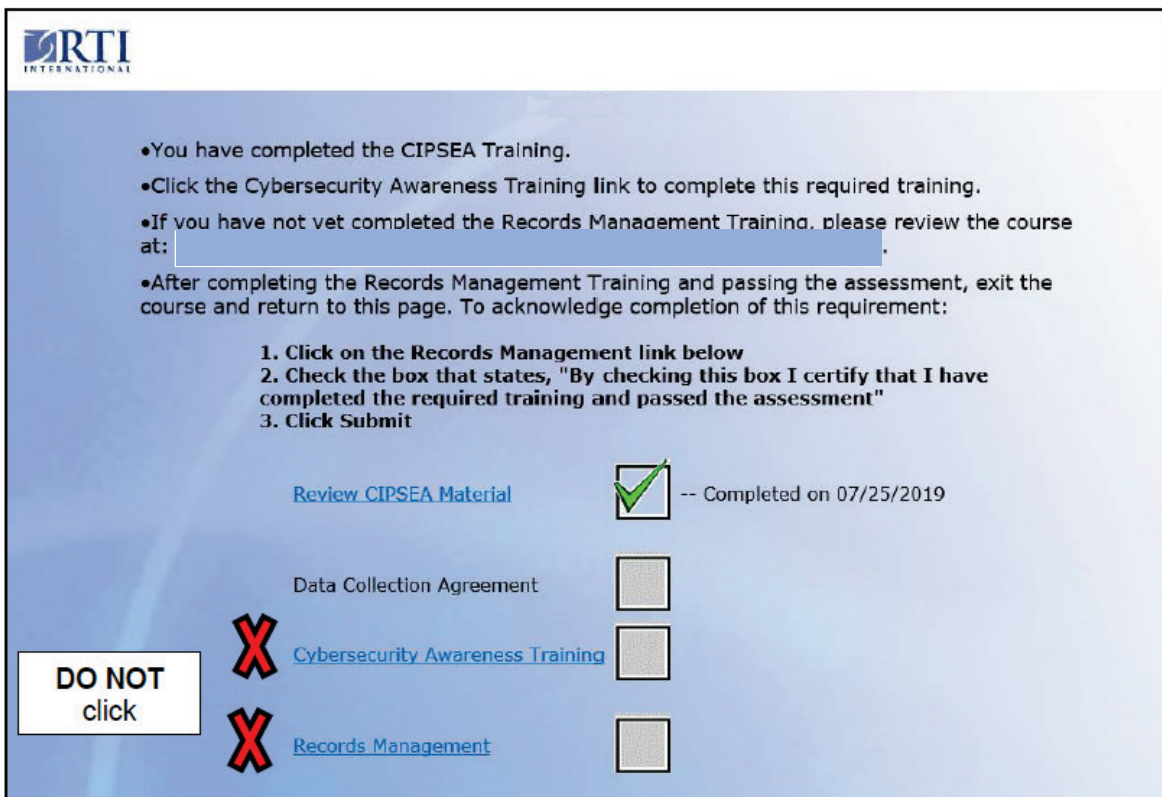 RTI
INTERNATIONAL
•You have completed the CIPSEA Training.
•Click the Cybersecurity Awareness Training link to complete this required training.
•If you have not yet completed the Records Management Training, please review the course
at: .
•After completing the Records Management Training and passing the assessment, exit the
course and return to this page. To acknowledge completion of this requirement:
1. Click on the Records Management link below
2. Check the box that states, "By checking this box I certify that I have
completed the required training and passed the assessment"
3. Click Submit
Review CIPSEA Material -- Completed on 07/25/2019
Data Collection Agreement
Cybersecurity Awareness Training
DO NOT
click
Records Management